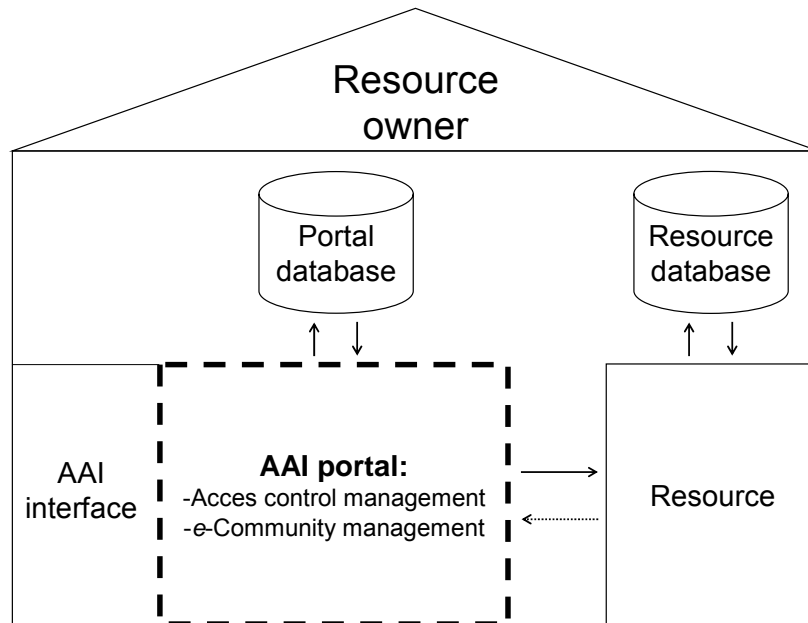 Resource
owner
Portal
database
Resource
database
AAI
interface
AAI portal:
-Acces control management
-e-Community management
Resource